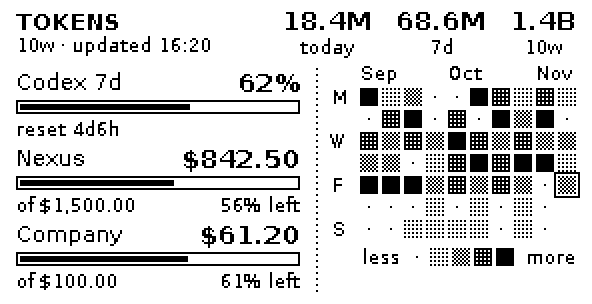 TOKENS 18.4M 68.6M 1.4B
10w · updated 16:20 today 7d 10w
Codex 7d 62%
reset 4d6h
Nexus $842.50
of $1,500.00 56% left
Company $61.20
of $100.00 61% left
Sep Oct Nov
M
W
F
S
less more